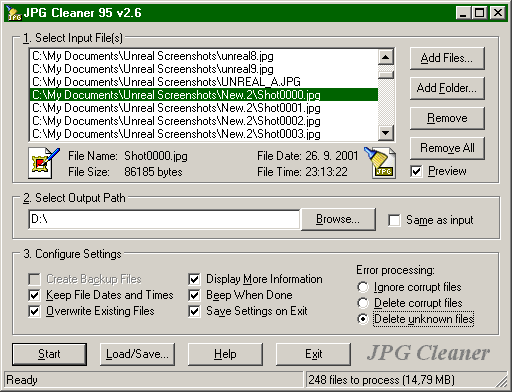 JPG Cleaner 95 v2.6
1. Select Input File(s)
C:\My Documents\Unreal Screenshots\unreal8.jpg
C:\My Documents\Unreal Screenshots\unreal9.jpg
C:\My Documents\Unreal Screenshots\UNREAL_A.JPG
C:\My Documents\Unreal Screenshots\New.2\Shot0000.jpg
C:\My Documents\Unreal Screenshots\New.2\Shot0001.jpg
C:\My Documents\Unreal Screenshots\New.2\Shot0002.jpg
C:\My Documents\Unreal Screenshots\New.2\Shot0003.jpg
Add Files...
Add Folder...
Remove
Remove All
Preview
File Name: Shot0000.jpg
File Date: 26. 9. 2001
File Size: 86185 bytes
File Time: 23:13:22
JPG
2. Select Output Path
D:\
Browse...
Same as input
3. Configure Settings
Create Backup Files
Keep File Dates and Times
Overwrite Existing Files
Display More Information
Beep When Done
Save Settings on Exit
Error processing:
Ignore corrupt files
Delete corrupt files
Delete unknown files
Start
Load/Save...
Help
Exit
JPG Cleaner
Ready
248 files to process (14,79 MB)